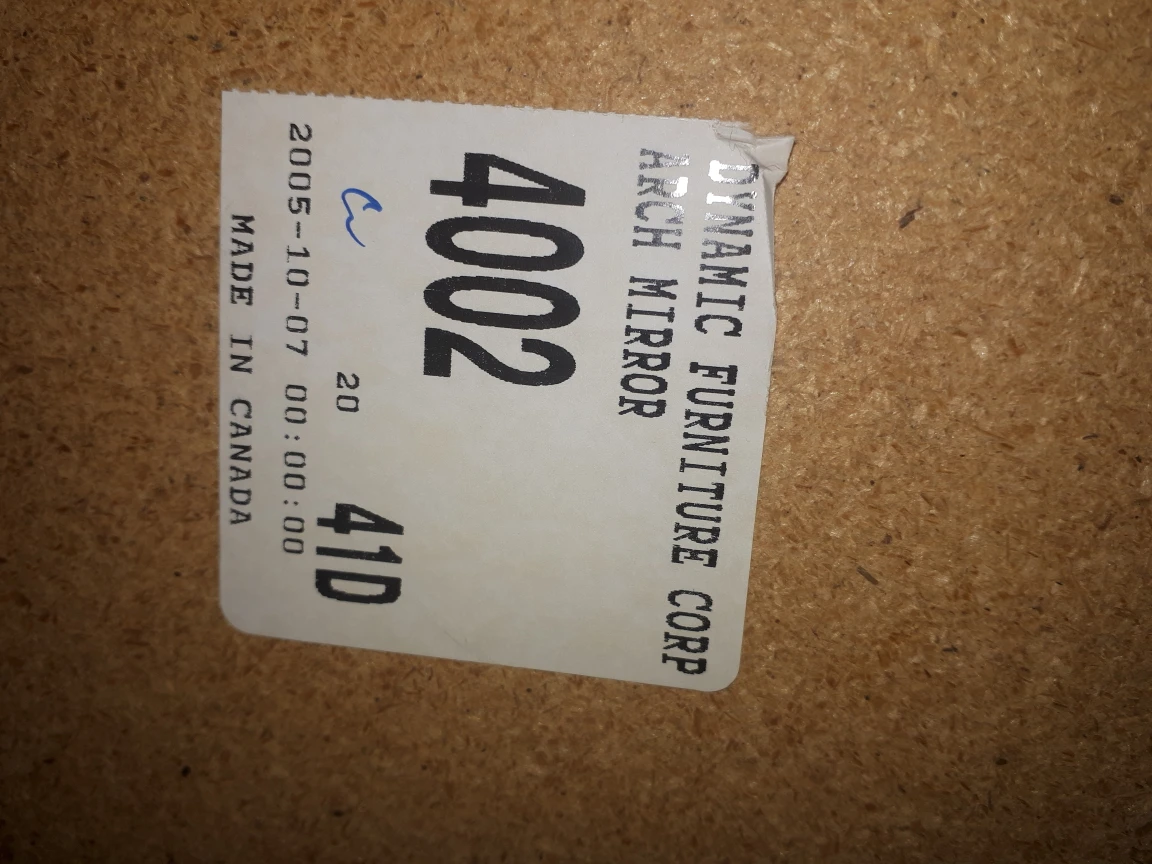 DYNAMIC FURNITURE CORP
ARCH MIRROR
4002
20 41D
2005-10-07 00:00:00
MADE IN CANADA